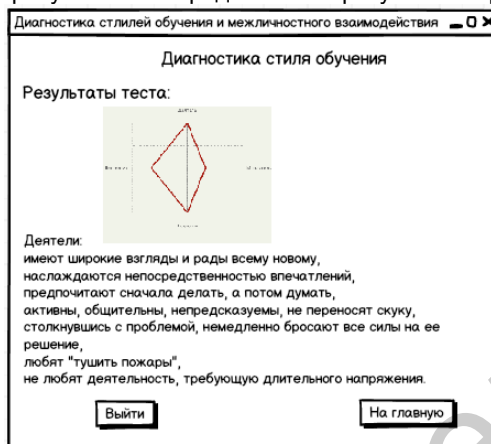 Диагностика стлилей обучения и межличностного взаимодействия
Диагностика стиля обучения
Результаты теста:
Деятели:
имеют широкие взгляды и рады всему новому,
наслаждаются непосредственностью впечатлений,
предпочитают сначала делать, а потом думать,
активны, общительны, непредсказуемы, не переносят скуку,
столкнувшись с проблемой, немедленно бросают все силы на ее
решение,
любят "тушить пожары",
не любят деятельность, требующую длительного напряжения.
Выйти
На главную